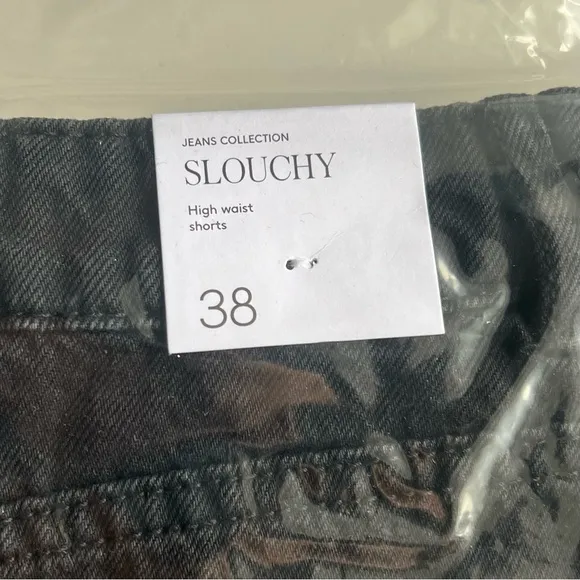 JEANS COLLECTION
SLOUCHY
High waist
shorts
38